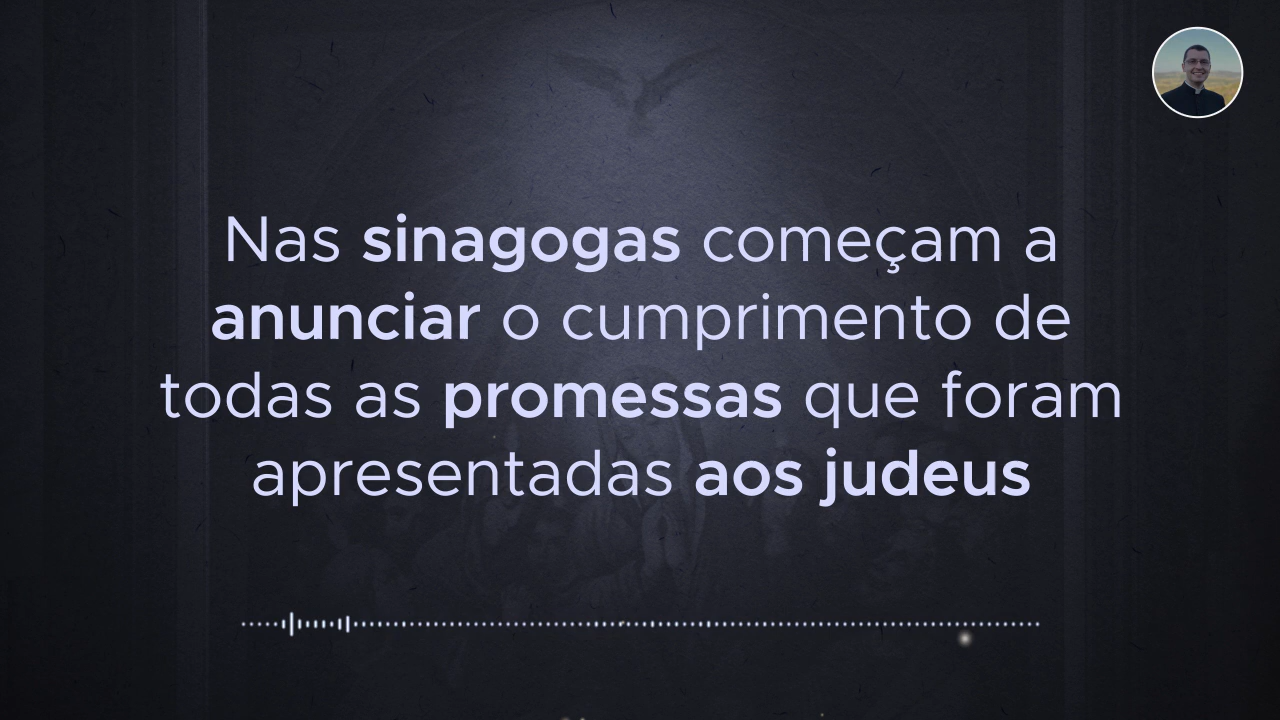 Nas sinagogas começam a
anunciar o cumprimento de
todas as promessas que foram
apresentadas aos judeus